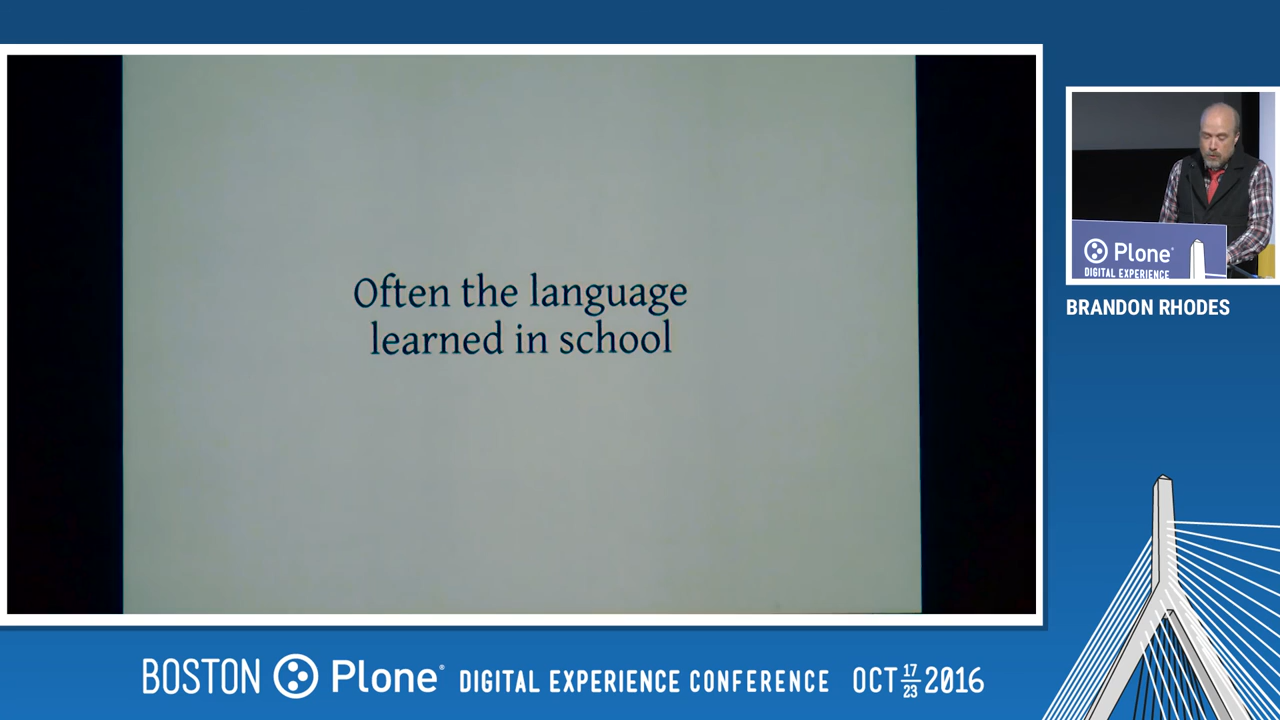 Often the language
learned in school
Plone
DIGITAL EXPERIENCE
BRANDON RHODES
BOSTON Plone® DIGITAL EXPERIENCE CONFERENCE OCT 17 23 2016